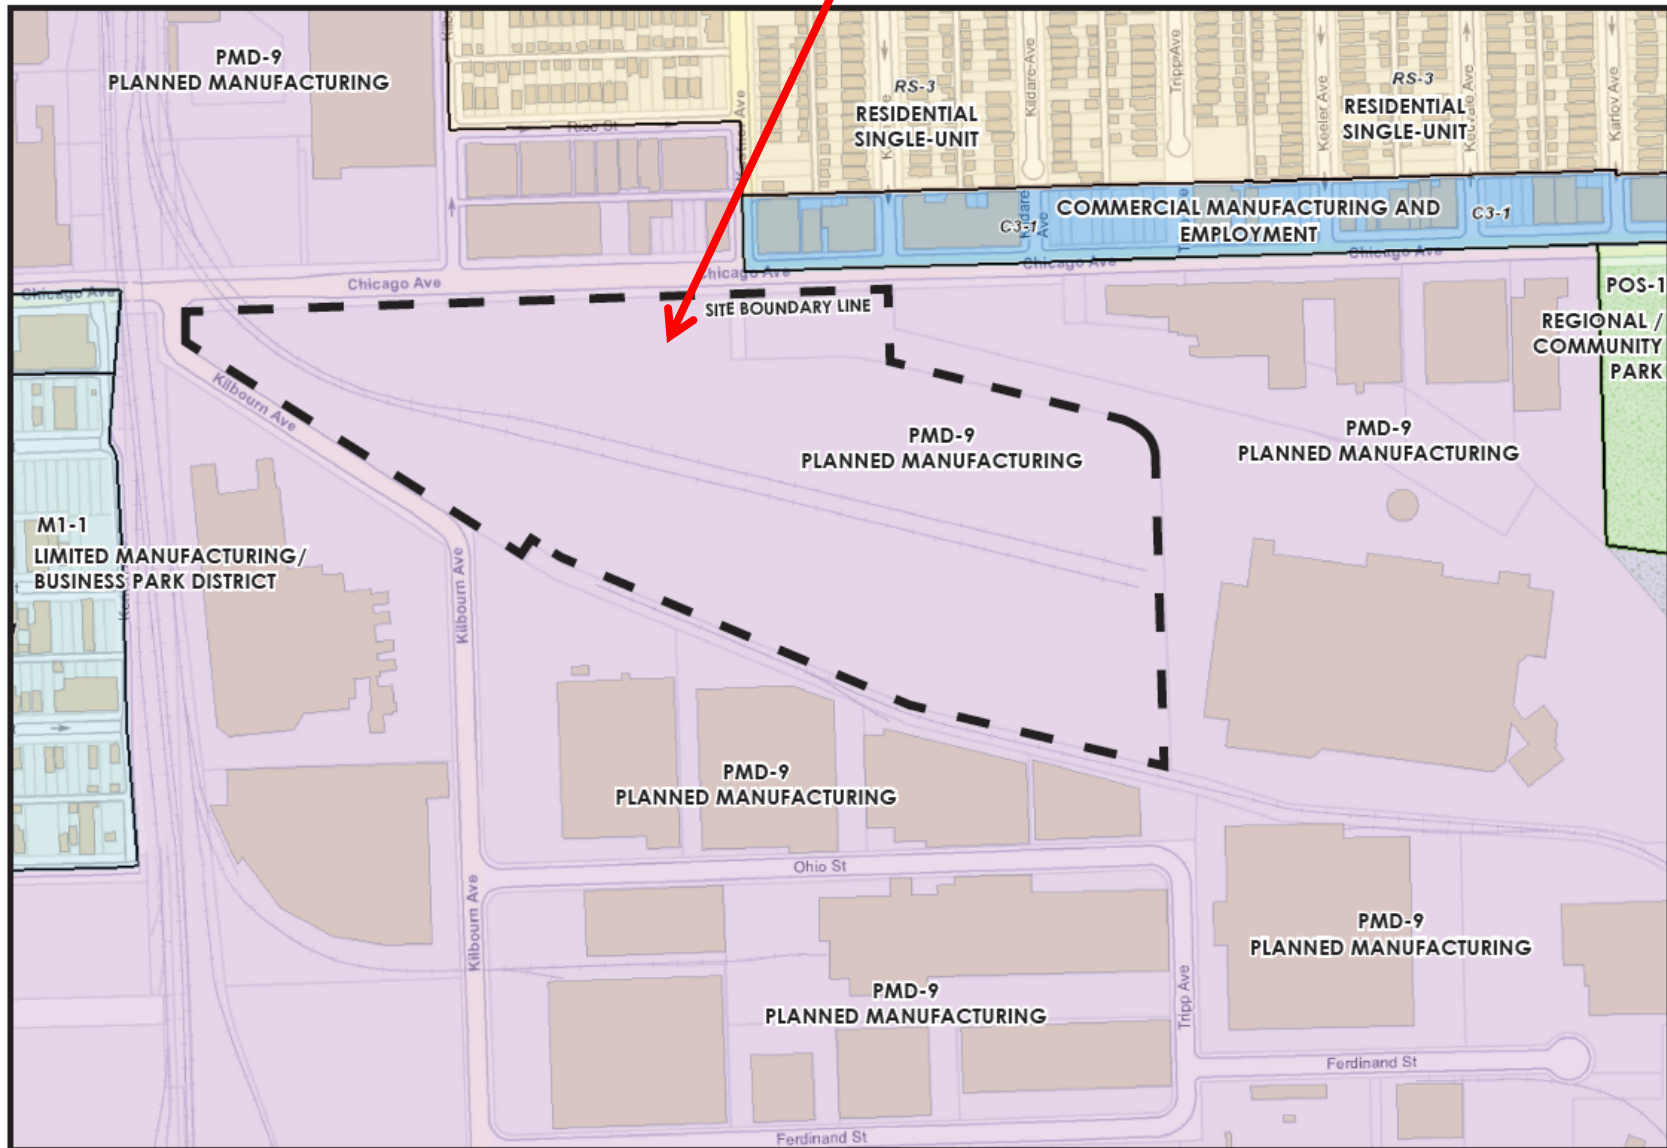 PMD-9
PLANNED MANUFACTURING
Rice St
RS-3
RESIDENTIAL
SINGLE-UNIT
Kildare Ave
Tripp Ave
Keeler Ave
RS-3
RESIDENTIAL
SINGLE-UNIT
Karlov Ave
C3-1
Kildare
Ave
COMMERCIAL MANUFACTURING AND
EMPLOYMENT
C3-1
Chicago Ave
Chicago Ave
Chicago Ave
Chicago Ave
Chicago Ave
SITE BOUNDARY LINE
POS-1
REGIONAL /
COMMUNITY
PARK
Kilbourn Ave
PMD-9
PLANNED MANUFACTURING
PMD-9
PLANNED MANUFACTURING
M1-1
LIMITED MANUFACTURING/
BUSINESS PARK DISTRICT
Kilbourn Ave
PMD-9
PLANNED MANUFACTURING
Ohio St
Kilbourn Ave
PMD-9
PLANNED MANUFACTURING
PMD-9
PLANNED MANUFACTURING
Tripp Ave
Ferdinand St
Ferdinand St